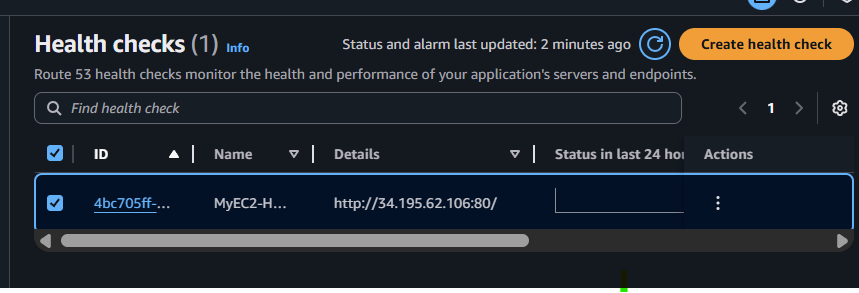 Health checks (1) Info
Status and alarm last updated: 2 minutes ago
Create health check
Route 53 health checks monitor the health and performance of your application's servers and endpoints.
Find health check
1
ID Name Details Status in last 24 hou Actions
4bc705ff-... MyEC2-H... http://34.195.62.106:80/